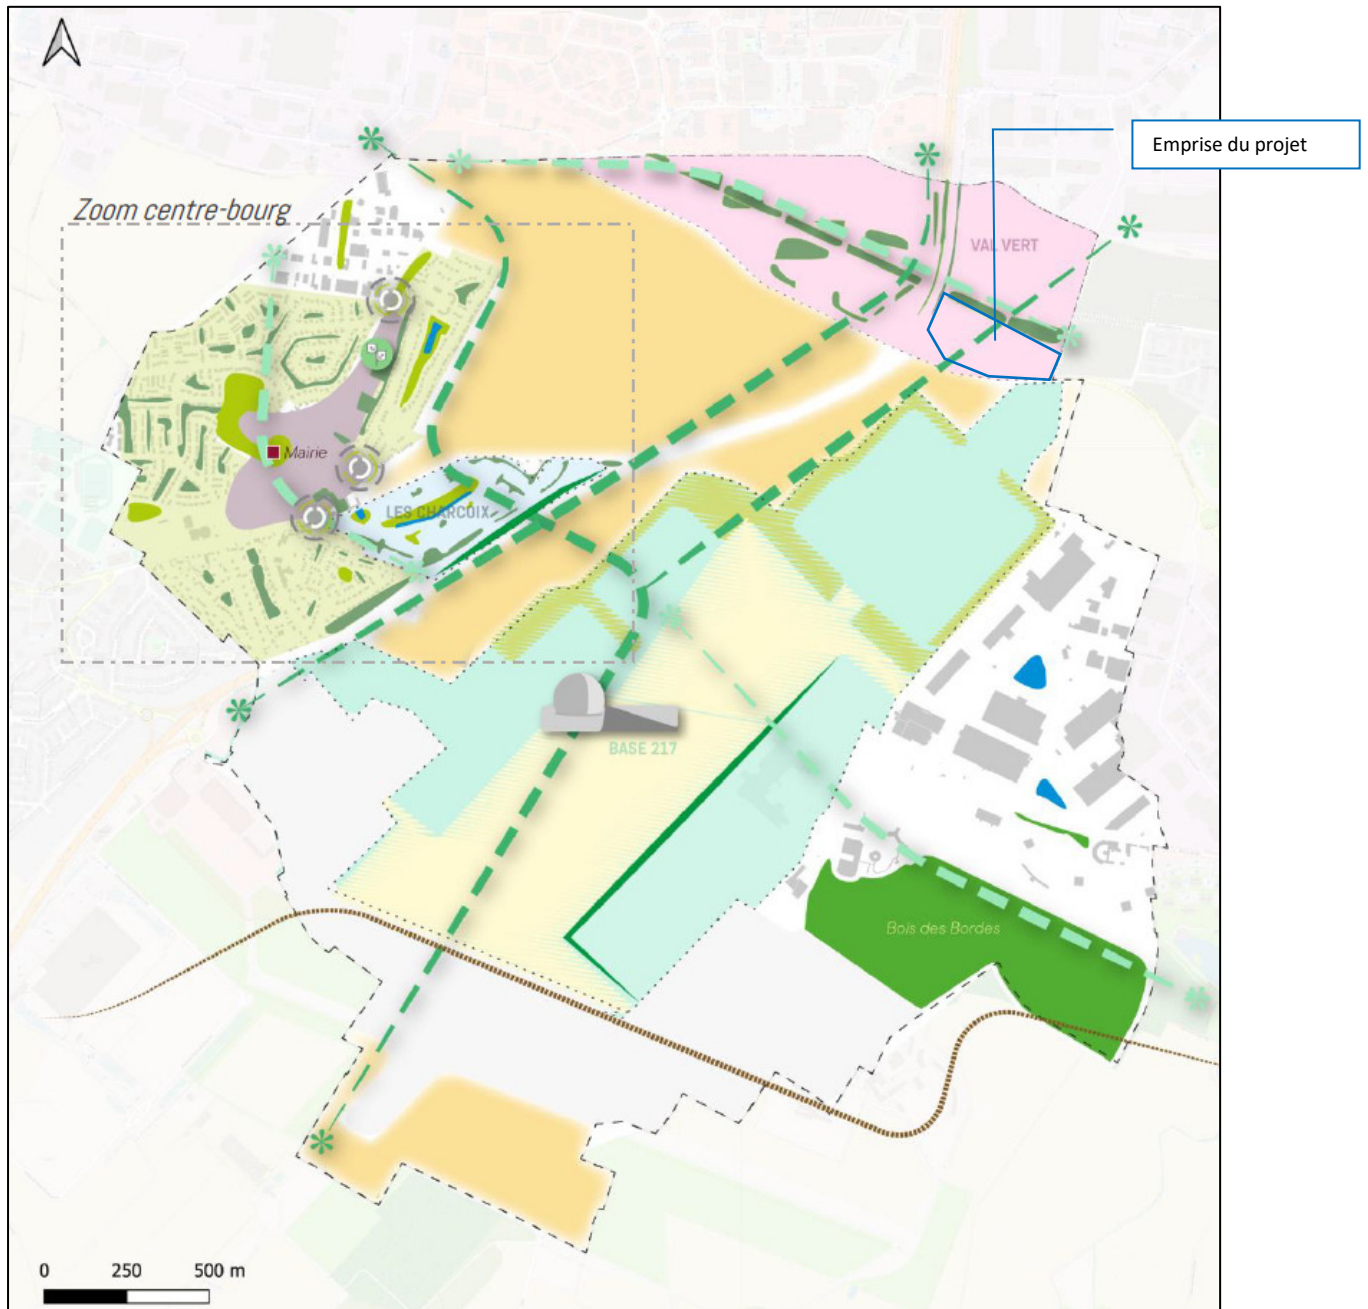 Emprise du projet
Zoom centre-bourg
VAL VERT
Mairie
LES CHARCOIX
BASE 217
Bois des Bordes
0 250 500 m